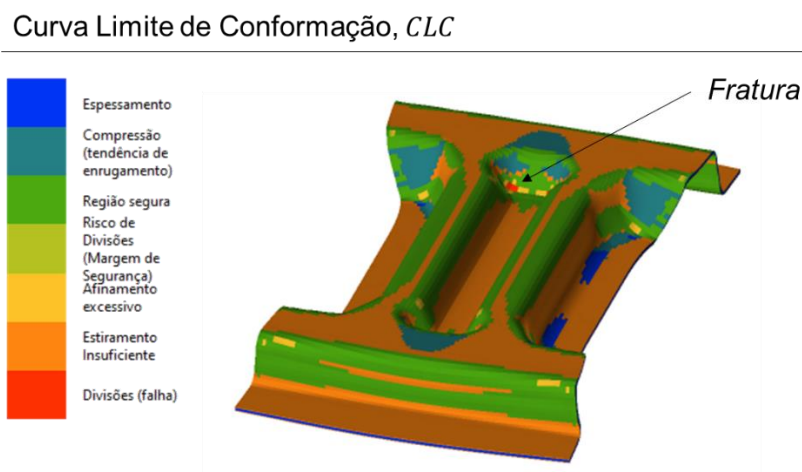 Curva Limite de Conformação, CLC
Fratura
Espessamento
Compressão
(tendência de
enrugamento)
Região segura
Risco de
Divisões
(Margem de
Segurança)
Afinamento
excessivo
Estiramento
Insuficiente
Divisões (falha)